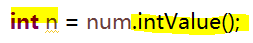 int n = num.intValue();